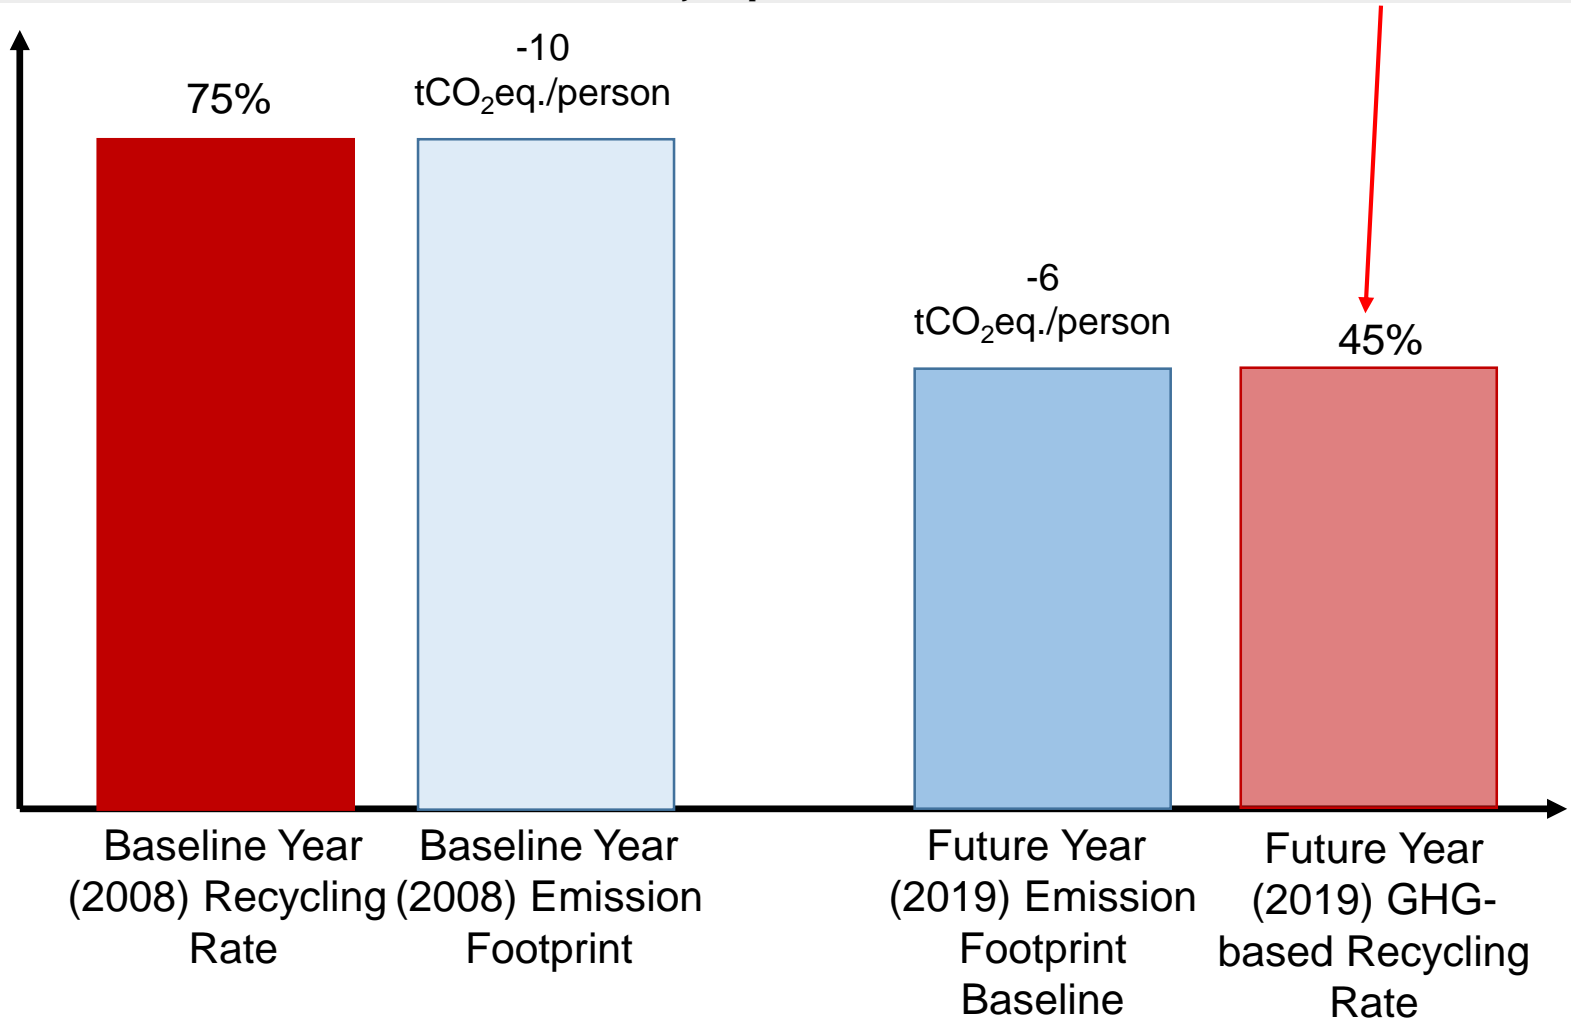 75%
-10
tCO₂eq./person
-6
tCO₂eq./person
45%
Baseline Year
(2008) Recycling
Rate
Baseline Year
(2008) Emission
Footprint
Future Year
(2019) Emission
Footprint
Baseline
Future Year
(2019) GHG-
based Recycling
Rate